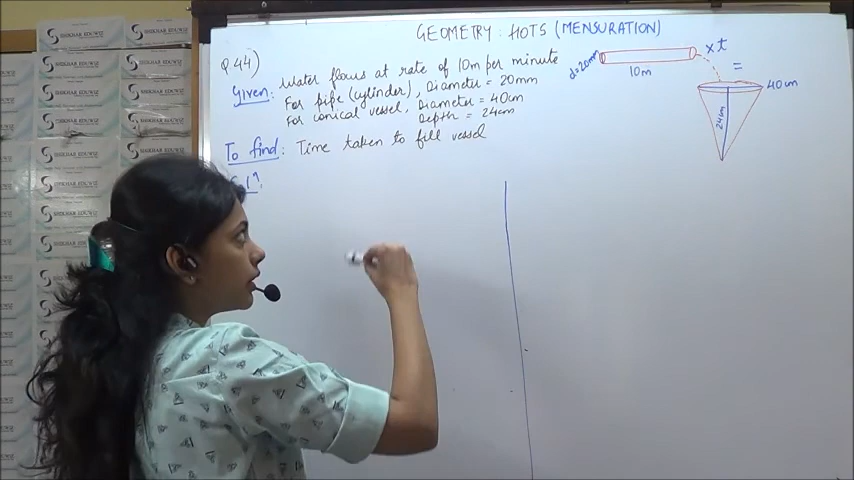 GEOMETRY : HOTS (MENSURATION)
Q 44)
Given: Water flows at rate of 10m per minute
For pipe (cylinder), Diameter = 20mm
For conical vessel, Diameter = 40cm
Depth = 24cm
To find: Time taken to fill vessel
d=20mm
10m
x t
=
40cm
24cm
SHIKHAR EDUWIZ